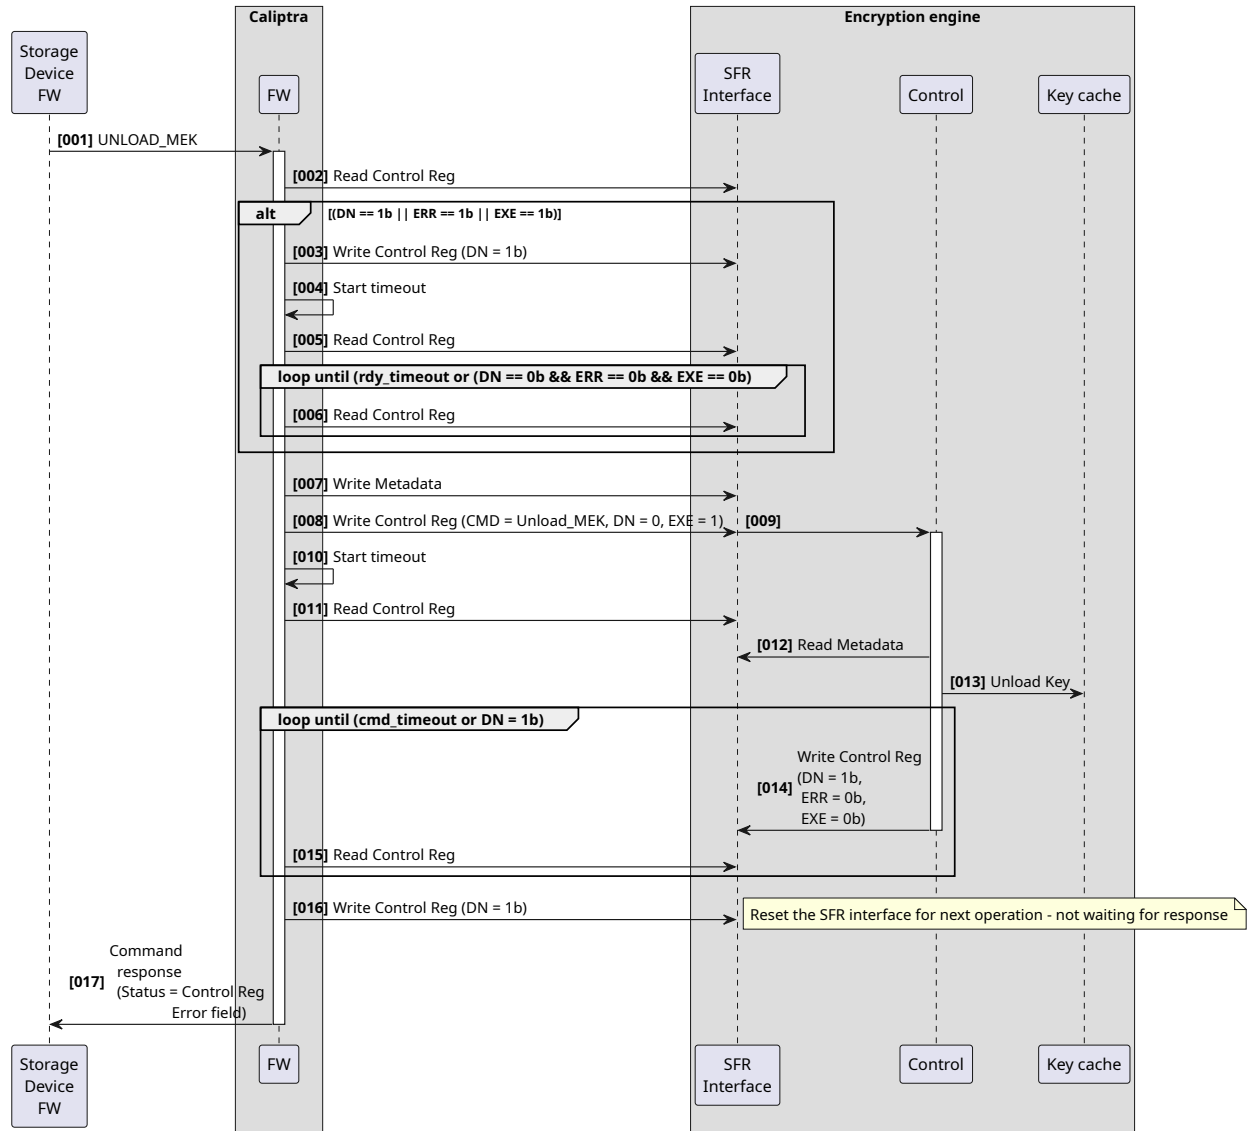 Caliptra
Encryption engine
Storage
Device
FW
FW
SFR
Interface
Control
Key cache
[001] UNLOAD_MEK
[002] Read Control Reg
alt [(DN == 1b || ERR == 1b || EXE == 1b)]
[003] Write Control Reg (DN = 1b)
[004] Start timeout
[005] Read Control Reg
loop until (rdy_timeout or (DN == 0b && ERR == 0b && EXE == 0b)
[006] Read Control Reg
[007] Write Metadata
[008] Write Control Reg (CMD = Unload_MEK, DN = 0, EXE = 1)
[009]
[010] Start timeout
[011] Read Control Reg
[012] Read Metadata
[013] Unload Key
loop until (cmd_timeout or DN = 1b)
[014] Write Control Reg
(DN = 1b,
ERR = 0b,
EXE = 0b)
[015] Read Control Reg
[016] Write Control Reg (DN = 1b)
Reset the SFR interface for next operation - not waiting for response
[017] Command
response
(Status = Control Reg
Error field)
Storage
Device
FW
FW
SFR
Interface
Control
Key cache